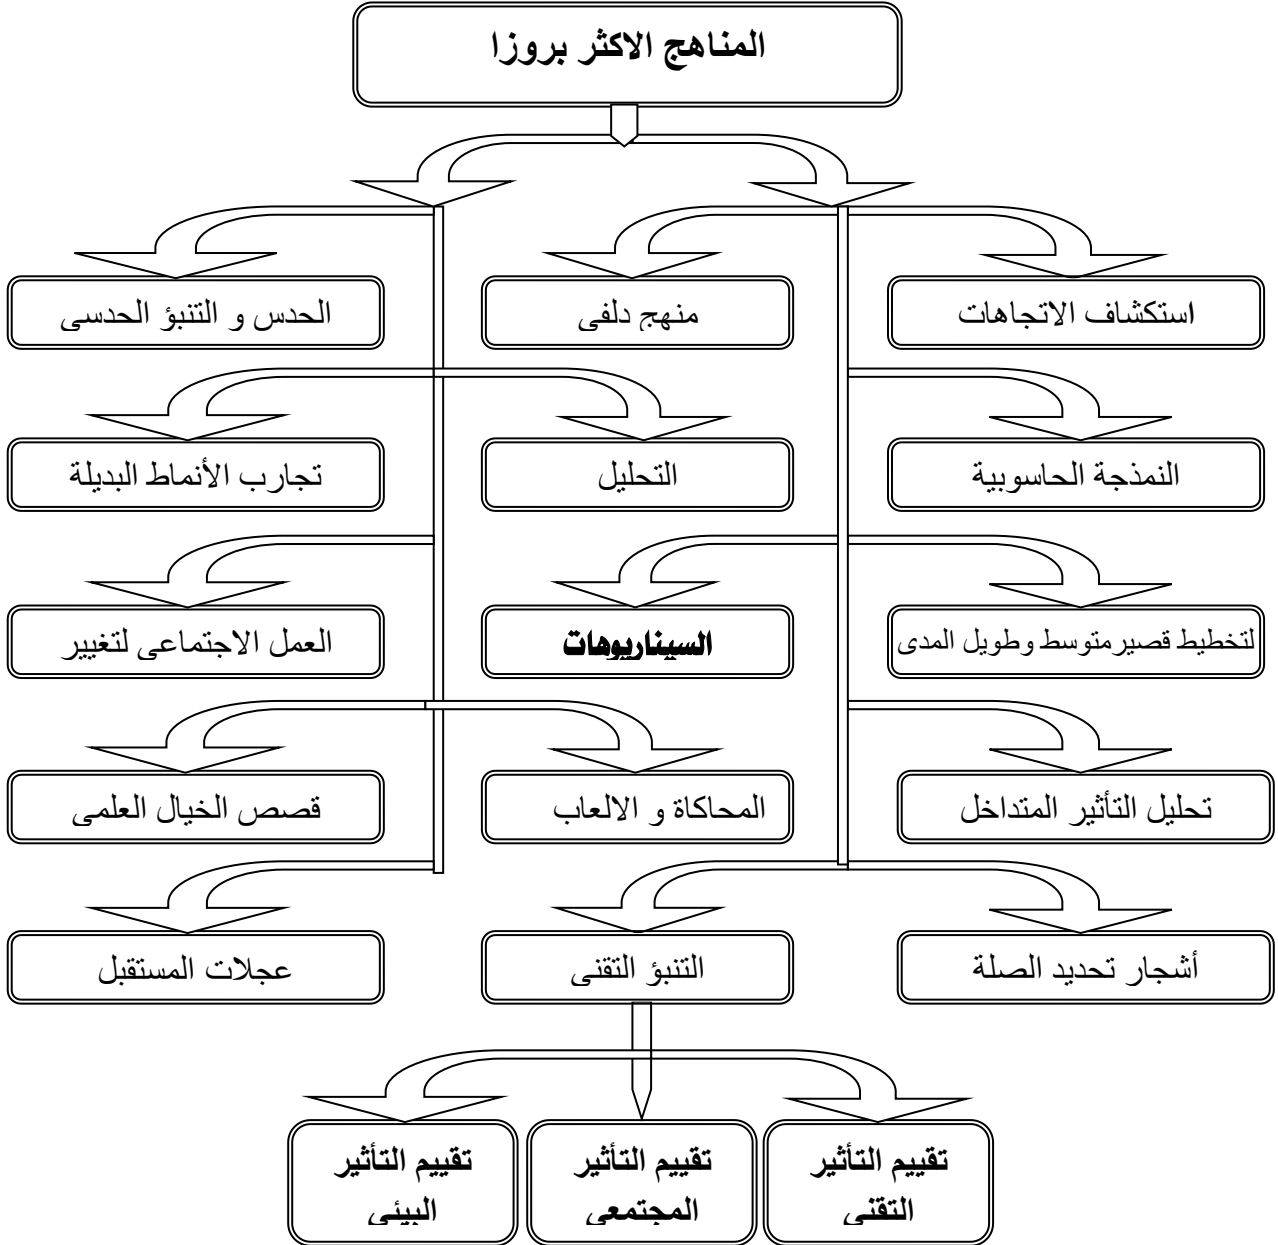 المناهج الاكثر بروزا
استكشاف الاتجاهات
منهج دلفى
الحدس و التنبؤ الحدسى
النمذجة الحاسوبية
التحليل
تجارب الأنماط البديلة
لتخطيط قصيرمتوسط وطويل المدى
السيناريوهات
العمل الاجتماعى لتغيير
تحليل التأثير المتداخل
المحاكاة و الالعاب
قصص الخيال العلمى
أشجار تحديد الصلة
التنبؤ التقنى
عجلات المستقبل
تقييم التأثير
التقنى
تقييم التأثير
المجتمعى
تقييم التأثير
البيئى